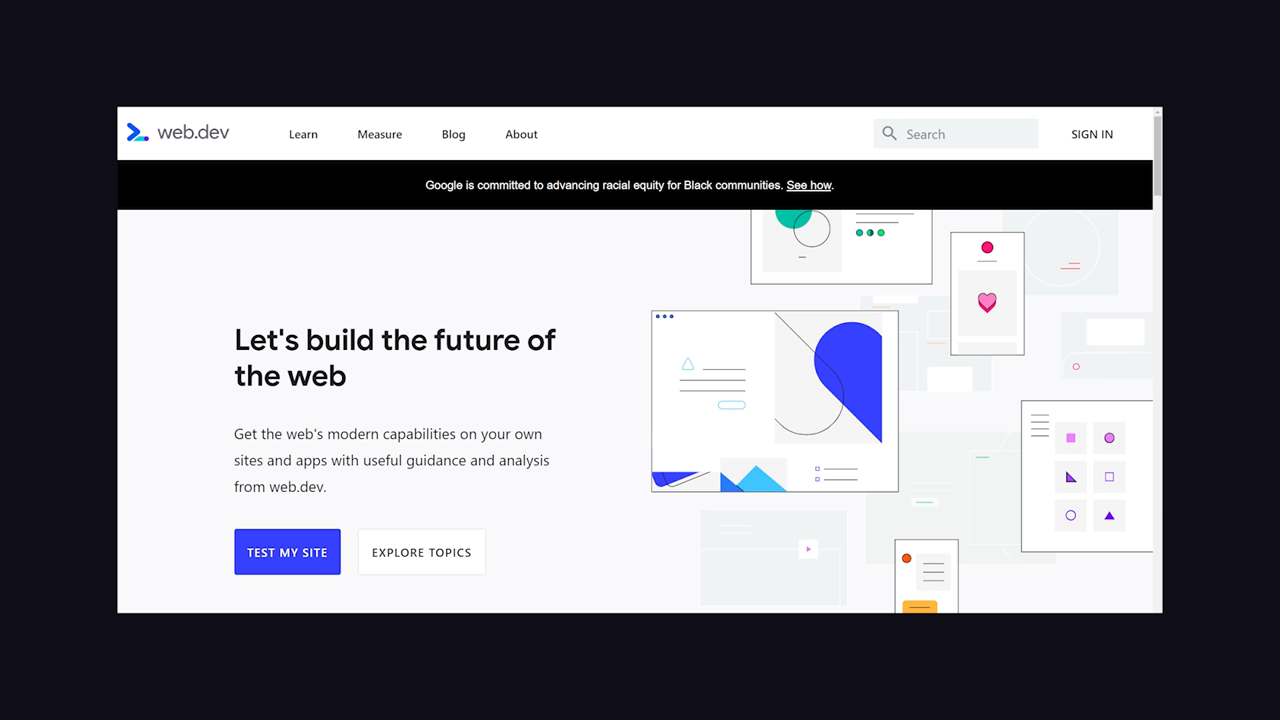 web.dev
Learn
Measure
Blog
About
Search
SIGN IN
Google is committed to advancing racial equity for Black communities. See how.
Let's build the future of
the web
Get the web's modern capabilities on your own
sites and apps with useful guidance and analysis
from web.dev.
TEST MY SITE
EXPLORE TOPICS